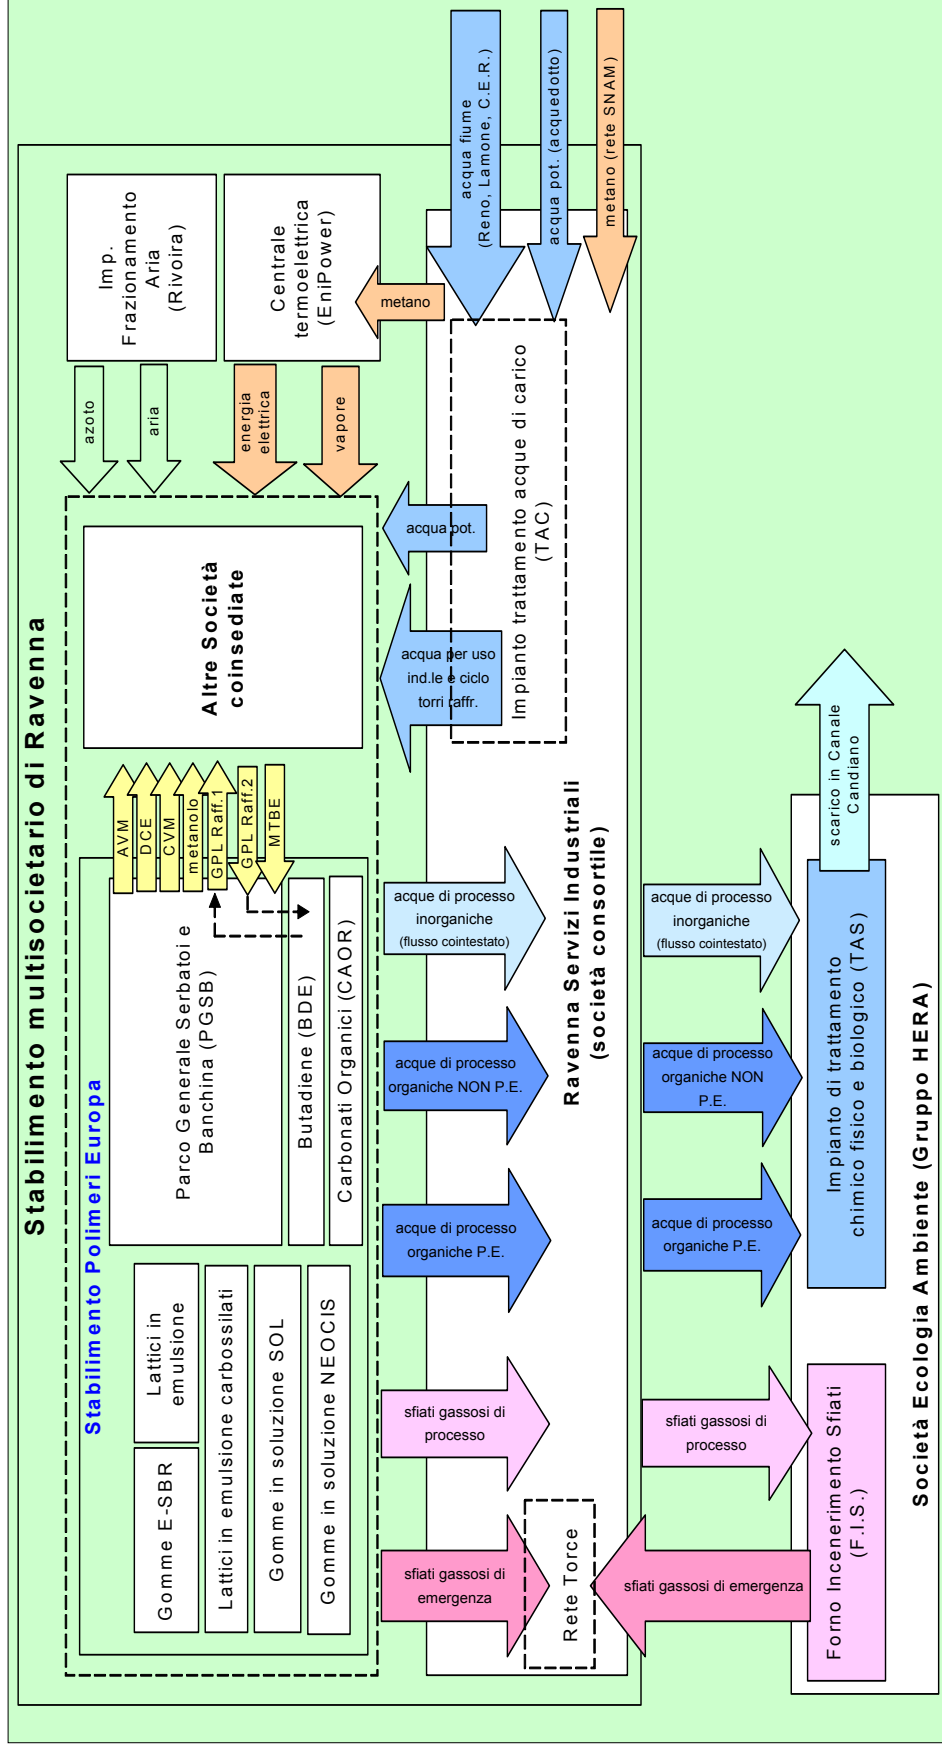 Stabilimento multisocietario di Ravenna
Stabilimento Polimeri Europa
Gomme E-SBR
Lattici in
emulsione
Lattici in emulsione carbossilati
Gomme in soluzione SOL
Gomme in soluzione NEOCIS
Parco Generale Serbatoi e
Banchina (PGSB)
Butadiene (BDE)
Carbonati Organici (CAOR)
AVM
DCE
CVM
metanolo
GPL Raff.1
GPL Raff.2
MTBE
Altre Società
coinsediate
azoto
aria
energia
elettrica
vapore
Imp.
Frazionamento
Aria
(Rivoira)
Centrale
termoelettrica
(EniPower)
metano
acqua fiume
(Reno, Lamone, C.E.R.)
acqua pot. (acquedotto)
metano (rete SNAM)
acqua pot.
acqua per uso
ind.le e ciclo
torri raffr.
Impianto trattamento acque di carico
(TAC)
sfiati gassosi di
emergenza
sfiati gassosi di
processo
acque di processo
organiche P.E.
acque di processo
organiche NON P.E.
acque di processo
inorganiche
(flusso cointestato)
Rete Torce
Ravenna Servizi Industriali
(società consortile)
sfiati gassosi di emergenza
sfiati gassosi di
processo
acque di processo
organiche P.E.
acque di processo
organiche NON
P.E.
acque di processo
inorganiche
(flusso cointestato)
scarico in Canale
Candiano
Forno Incenerimento Sfiati
(F.I.S.)
Impianto di trattamento
chimico fisico e biologico (TAS)
Società Ecologia Ambiente (Gruppo HERA)